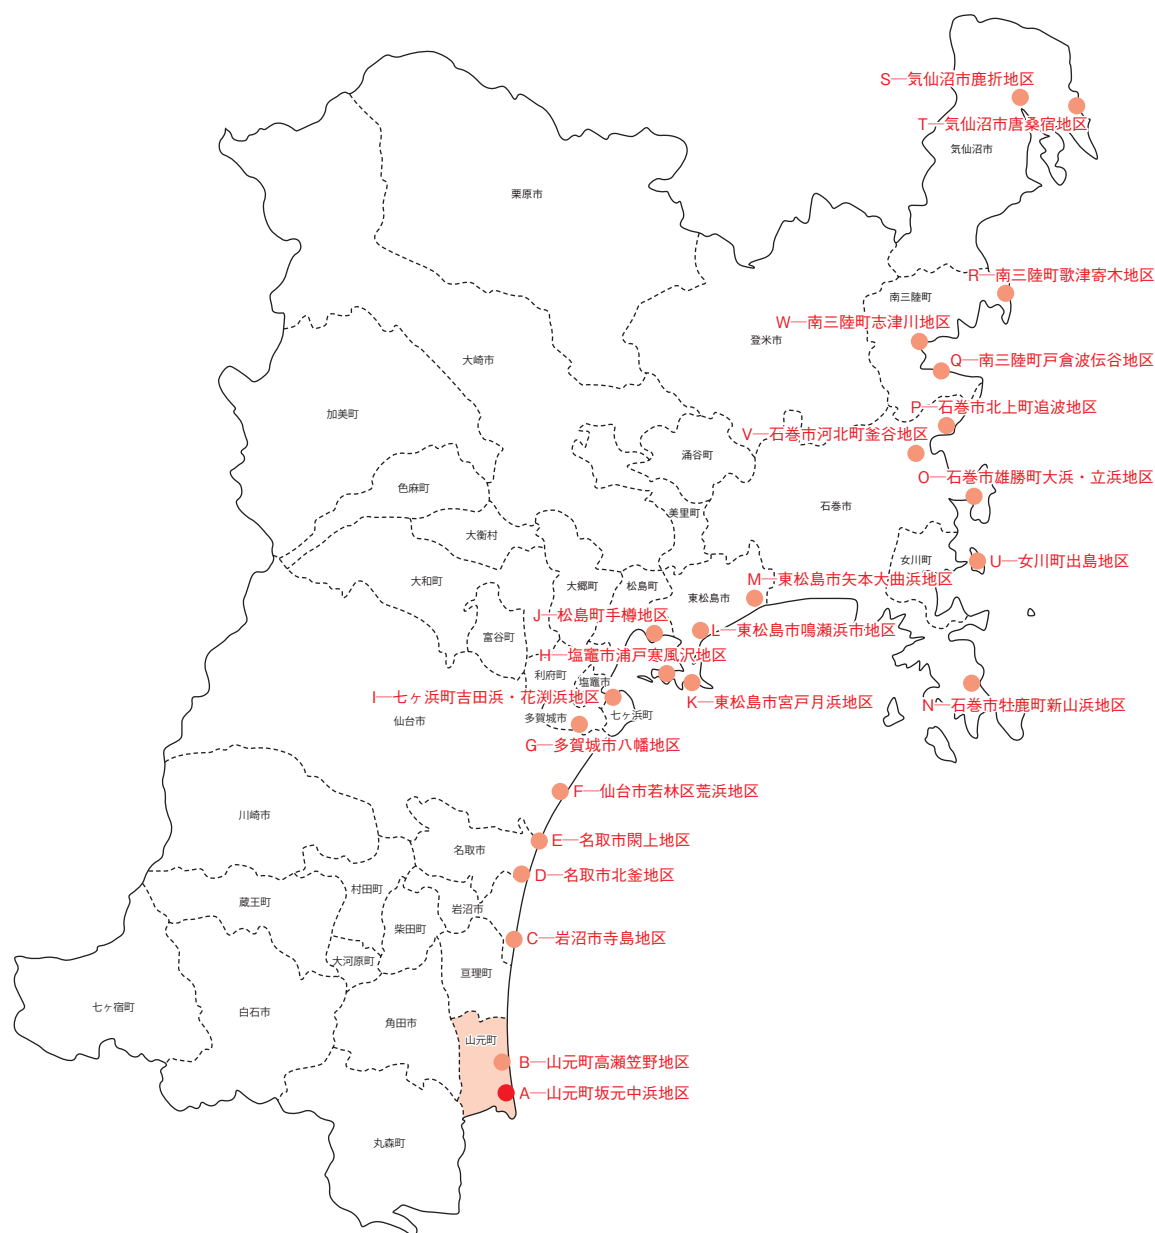 S―気仙沼市鹿折地区
T―気仙沼市唐桑宿地区
気仙沼市
栗原市
R―南三陸町歌津寄木地区
南三陸町
W―南三陸町志津川地区
登米市
大崎市
Q―南三陸町戸倉波伝谷地区
加美町
P―石巻市北上町追波地区
V―石巻市河北町釜谷地区
涌谷町
O―石巻市雄勝町大浜・立浜地区
色麻町
石巻市
美里町
大衡村
女川町
U―女川町出島地区
大和町
大郷町
松島町
M―東松島市矢本大曲浜地区
東松島市
J―松島町手樽地区
L―東松島市鳴瀬浜市地区
富谷町
H―塩竈市浦戸寒風沢地区
利府町
塩竈市
I―七ヶ浜町吉田浜・花渕浜地区
K―東松島市宮戸月浜地区
N―石巻市牡鹿町新山浜地区
仙台市
多賀城市
七ヶ浜町
G―多賀城市八幡地区
F―仙台市若林区荒浜地区
川崎市
E―名取市閖上地区
名取市
D―名取市北釜地区
村田町
蔵王町
岩沼市
柴田町
C―岩沼市寺島地区
大河原町
亘理町
七ヶ宿町
白石市
角田市
山元町
B―山元町高瀬笠野地区
A―山元町坂元中浜地区
丸森町